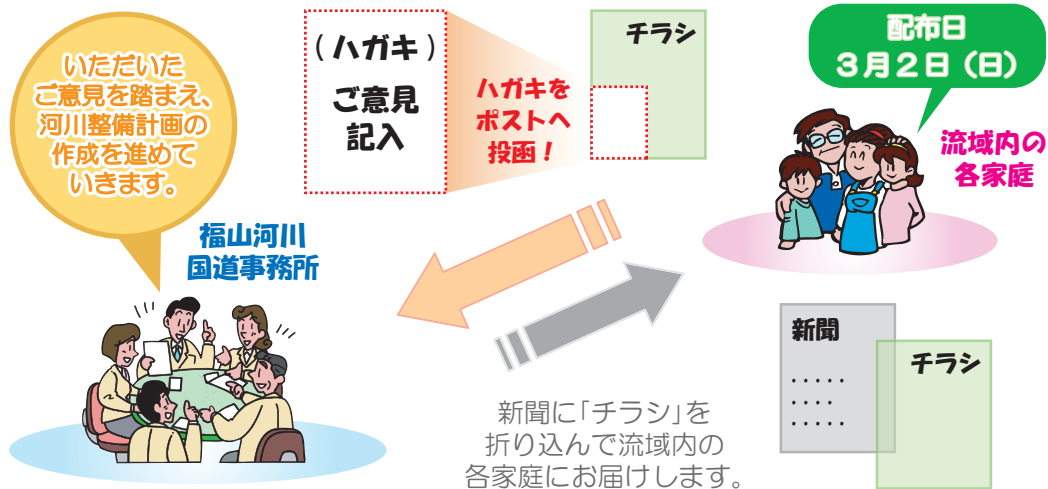 いただいた
ご意見を踏まえ、
河川整備計画の
作成を進めて
いきます。
(ハガキ)
ご意見
記入
ハガキを
ポストへ
投函!
チラシ
配布日
3月2日(日)
流域内の
各家庭
福山河川
国道事務所
新聞
・・・・・
・・・・
・・・・・
チラシ
新聞に「チラシ」を
折り込んで流域内の
各家庭にお届けします。